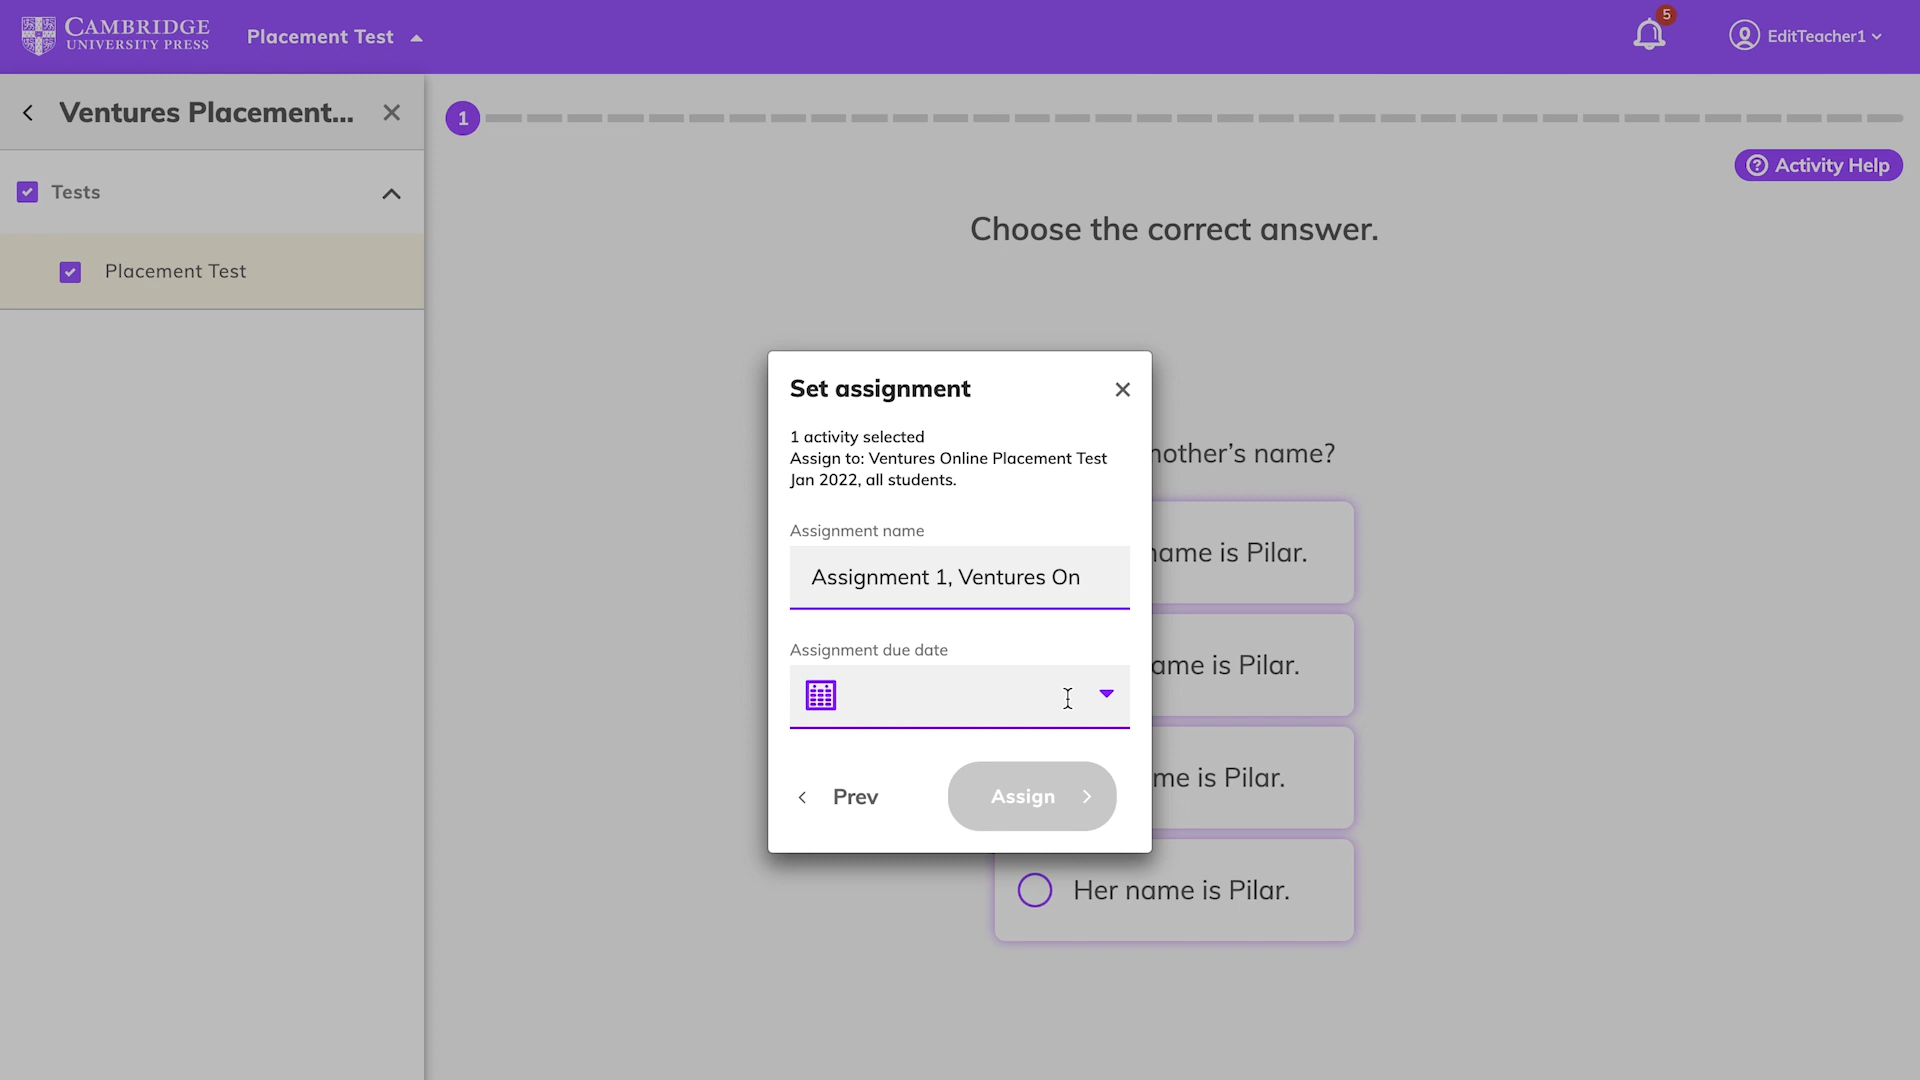 CAMBRIDGE
UNIVERSITY PRESS
Placement Test
5
EditTeacher1
Ventures Placement...
1
Tests
Activity Help
Choose the correct answer.
Placement Test
Set assignment
1 activity selected
Assign to: Ventures Online Placement Test
Jan 2022, all students.
other's name?
Assignment name
name is Pilar.
Assignment 1, Ventures On
Assignment due date
ame is Pilar.
me is Pilar.
Prev
Assign
Her name is Pilar.